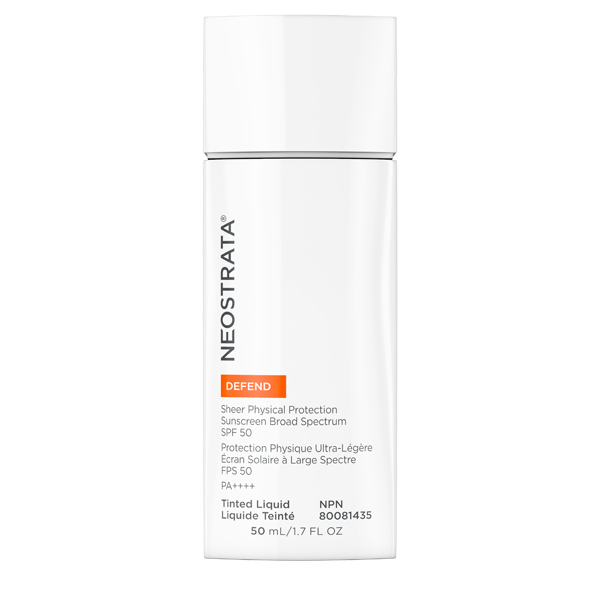 NEOSTRATA®
DEFEND
Sheer Physical Protection
Sunscreen Broad Spectrum
SPF 50
Protection Physique Ultra-Légère
Écran Solaire à Large Spectre
FPS 50
PA++++
Tinted Liquid NPN
Liquide Teinté 80081435
50 mL/1.7 FL OZ